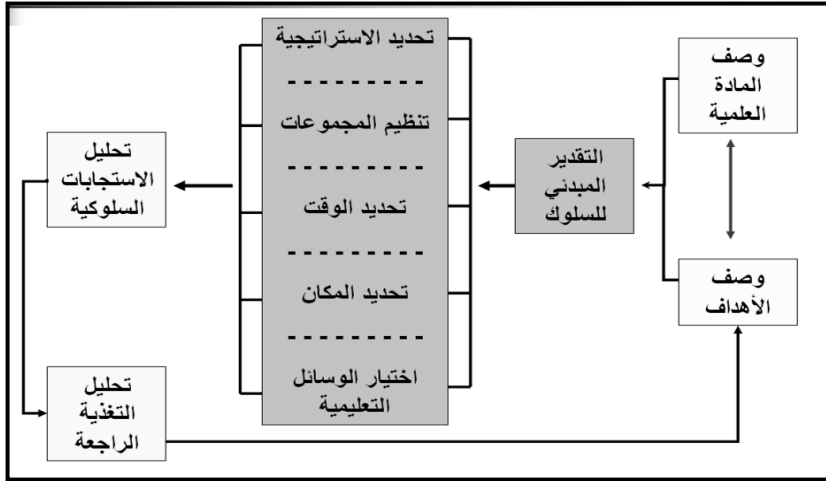 وصف
المادة
العلمية
وصف
الأهداف
التقدير
المبدئي
للسلوك
تحديد الاستراتيجية
تنظيم المجموعات
تحديد الوقت
تحديد المكان
اختيار الوسائل
التعليمية
تحليل
الاستجابات
السلوكية
تحليل
التغذية
الراجعة